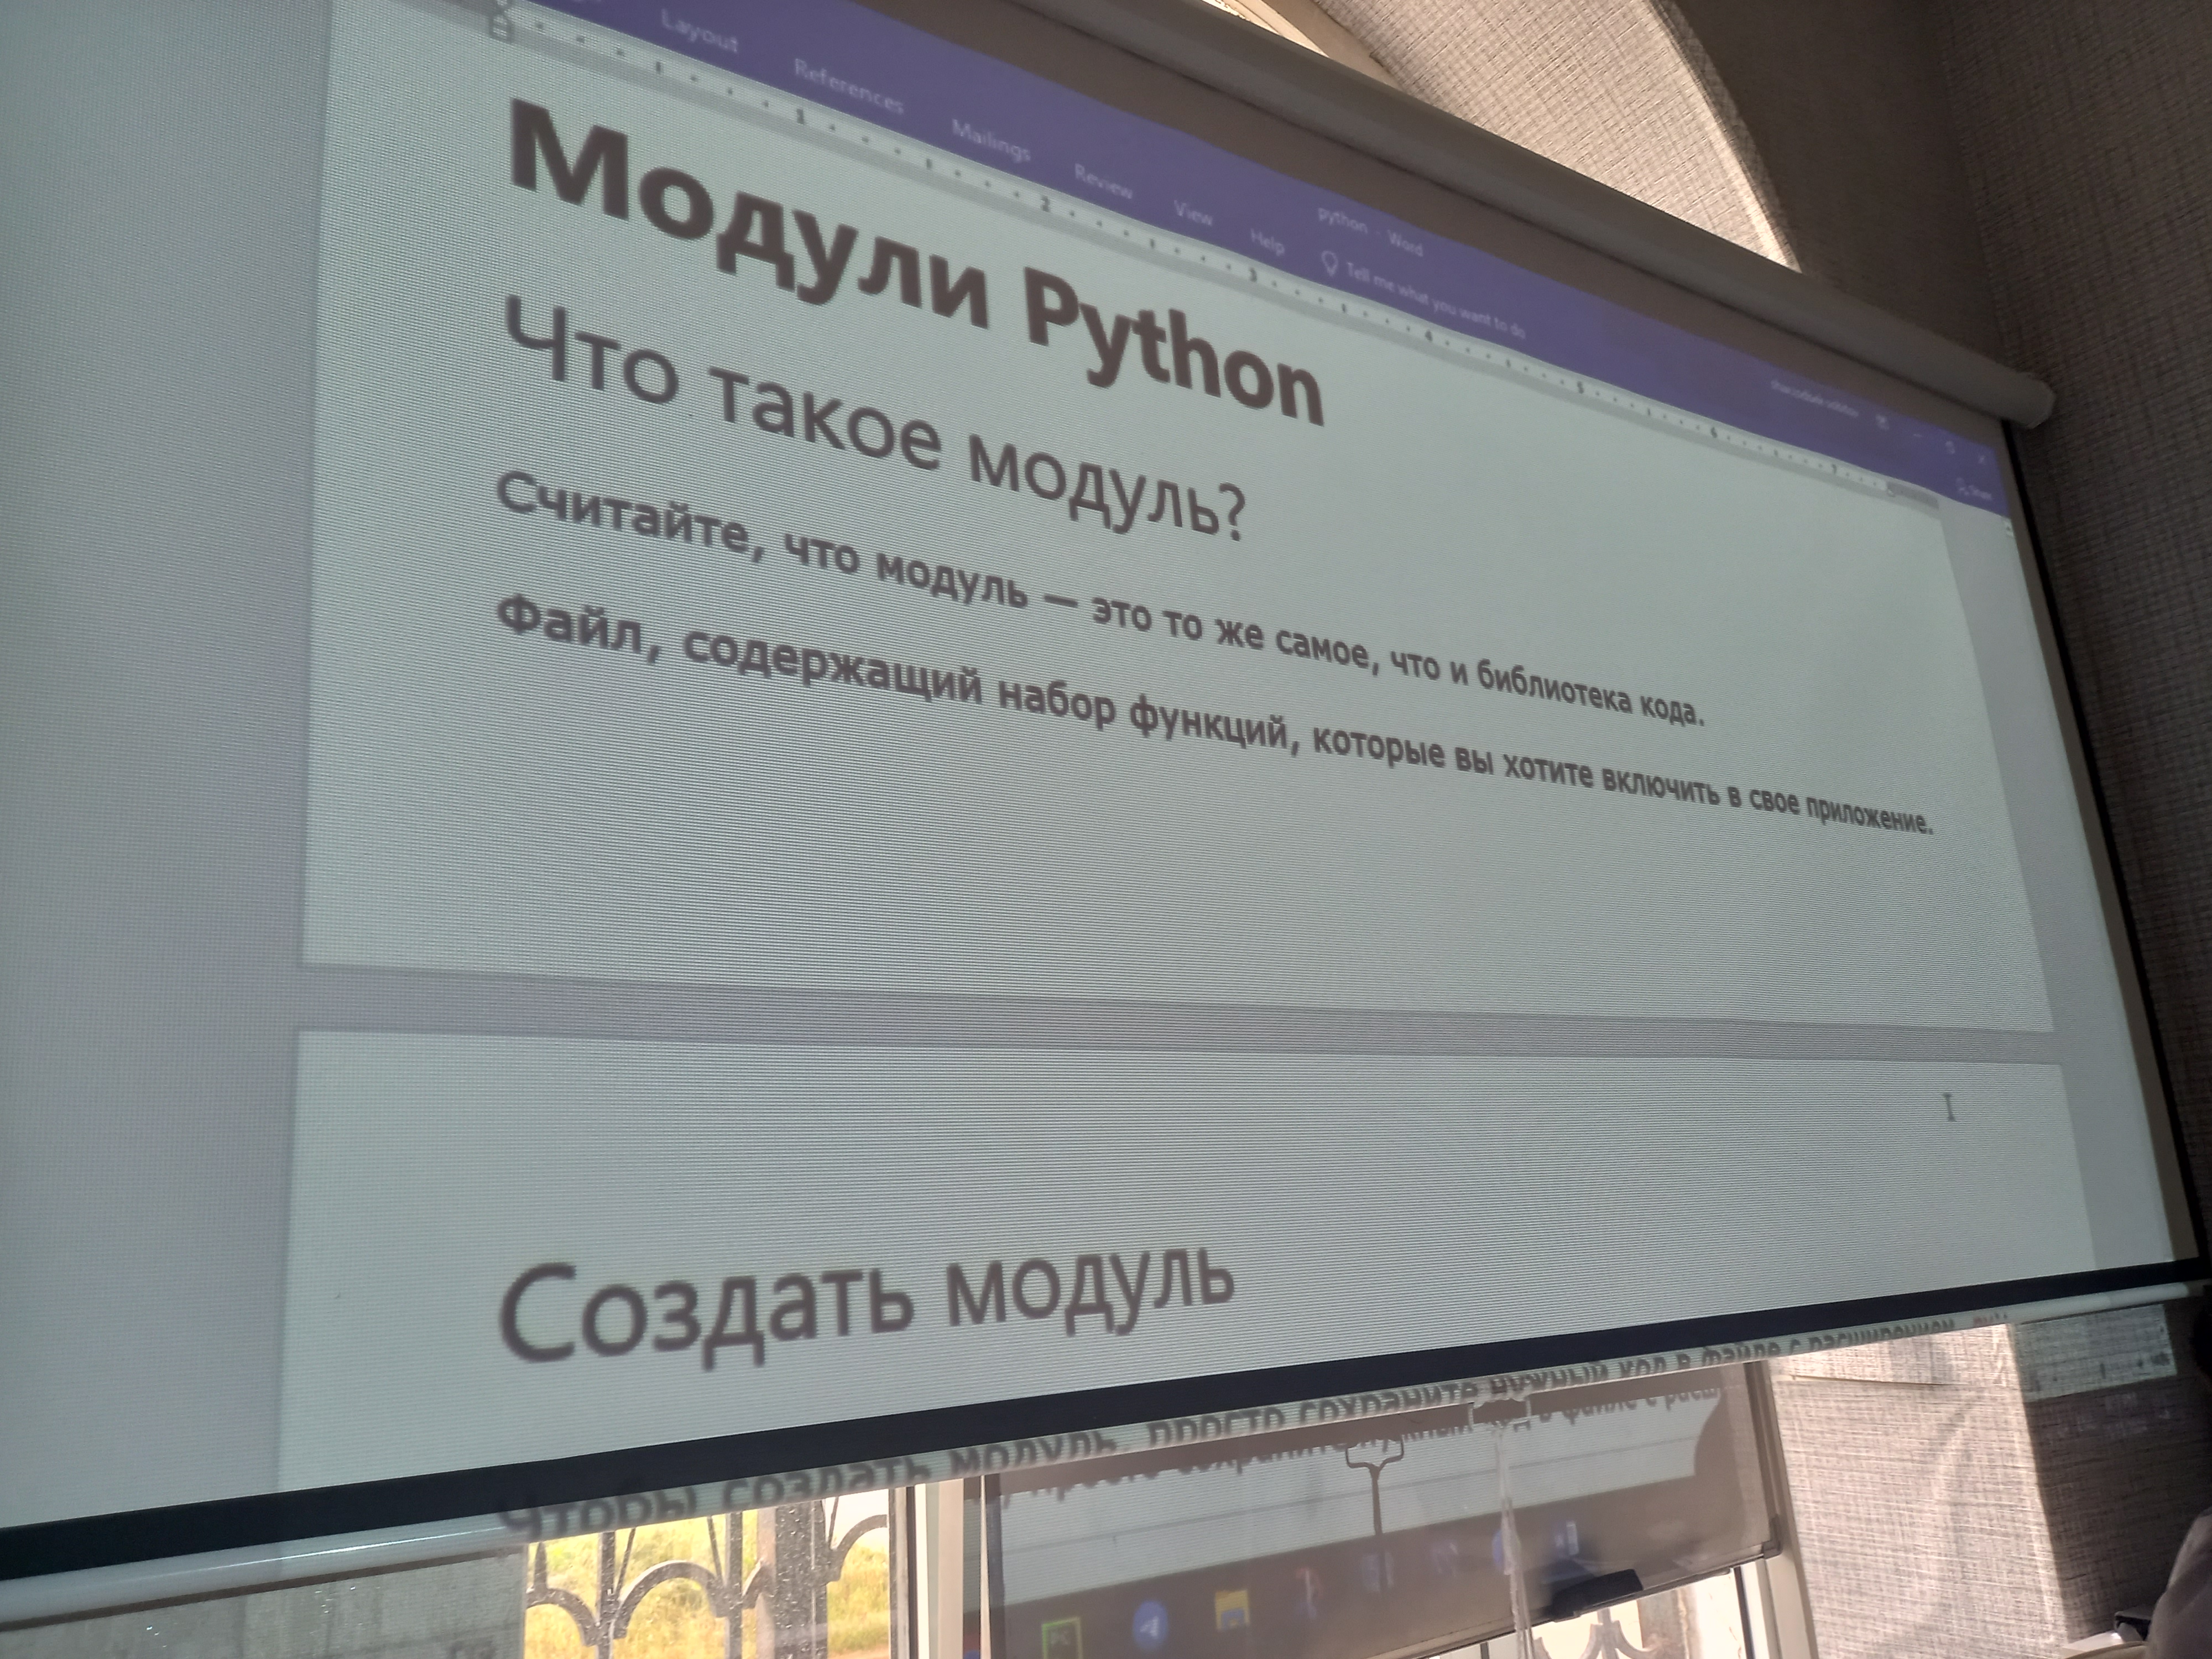 Layout References Mailings Review View Help Tell me what you want to do
python - Word
Share
Модули Python
Что такое модуль?
Считайте, что модуль — это то же самое, что и библиотека кода.
Файл, содержащий набор функций, которые вы хотите включить в свое приложение.
Создать модуль
Чтобы создать модуль, просто сохраните нужный код в файле с расширением